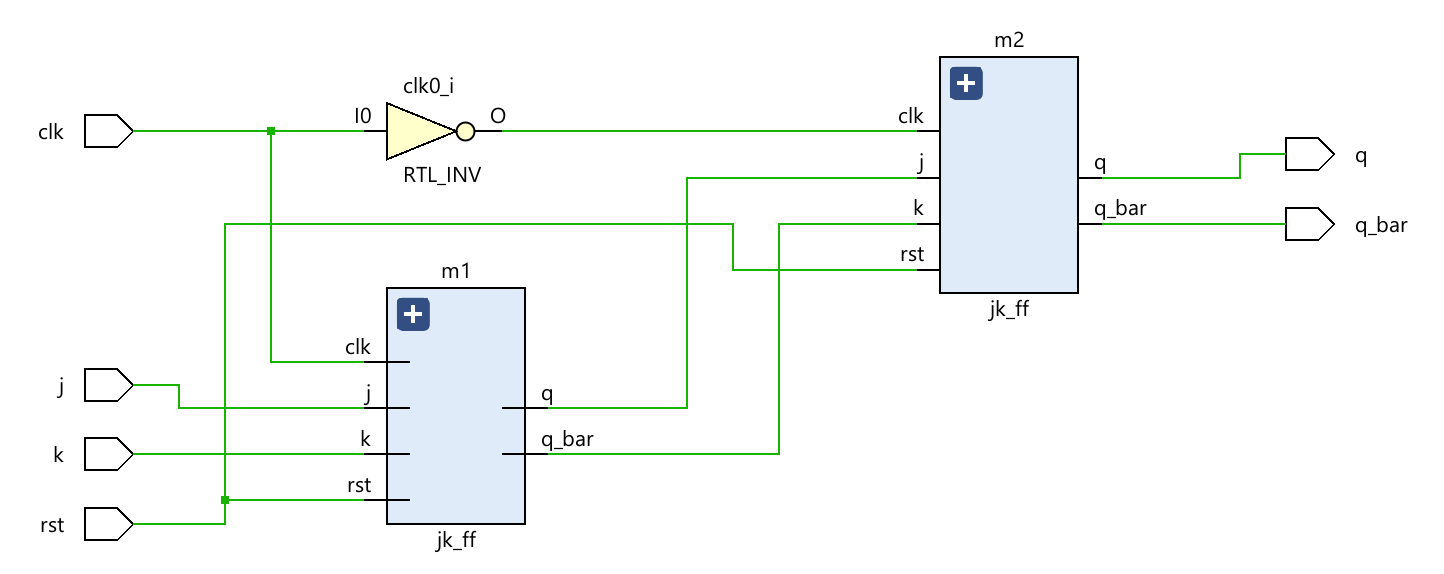 m2
clk0_i
I0
O
clk
clk
RTL_INV
j
q
q
k
q_bar
q_bar
rst
m1
jk_ff
clk
j
j
q
k
q_bar
k
rst
rst
jk_ff